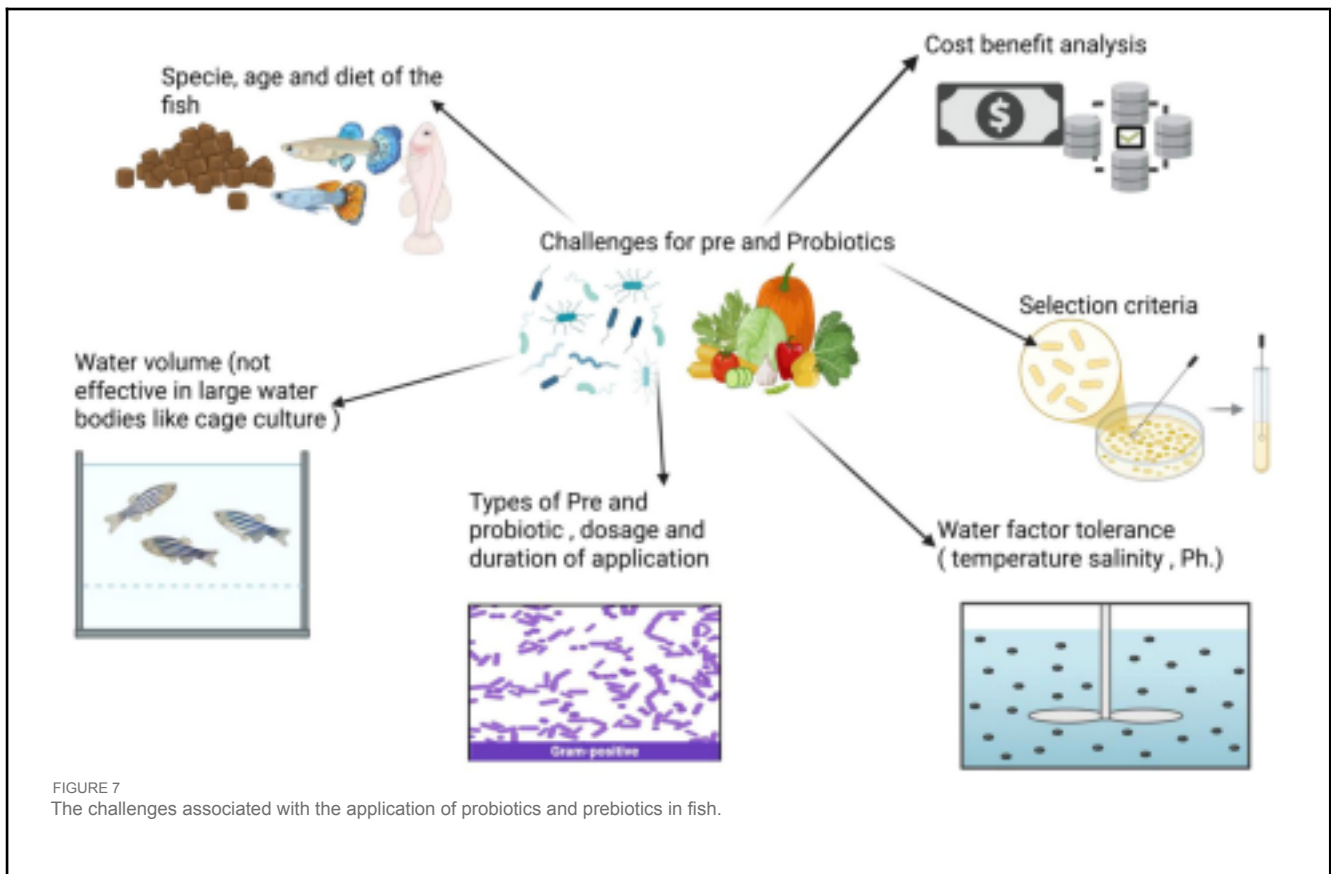 Cost benefit analysis
Specie, age and diet of the
fish
Challenges for pre and Probiotics
Selection criteria
Water volume (not
effective in large water
bodies like cage culture )
Types of Pre and
probiotic , dosage and
duration of application
Water factor tolerance
( temperature salinity , Ph.)
Gram-positive
FIGURE 7
The challenges associated with the application of probiotics and prebiotics in fish.